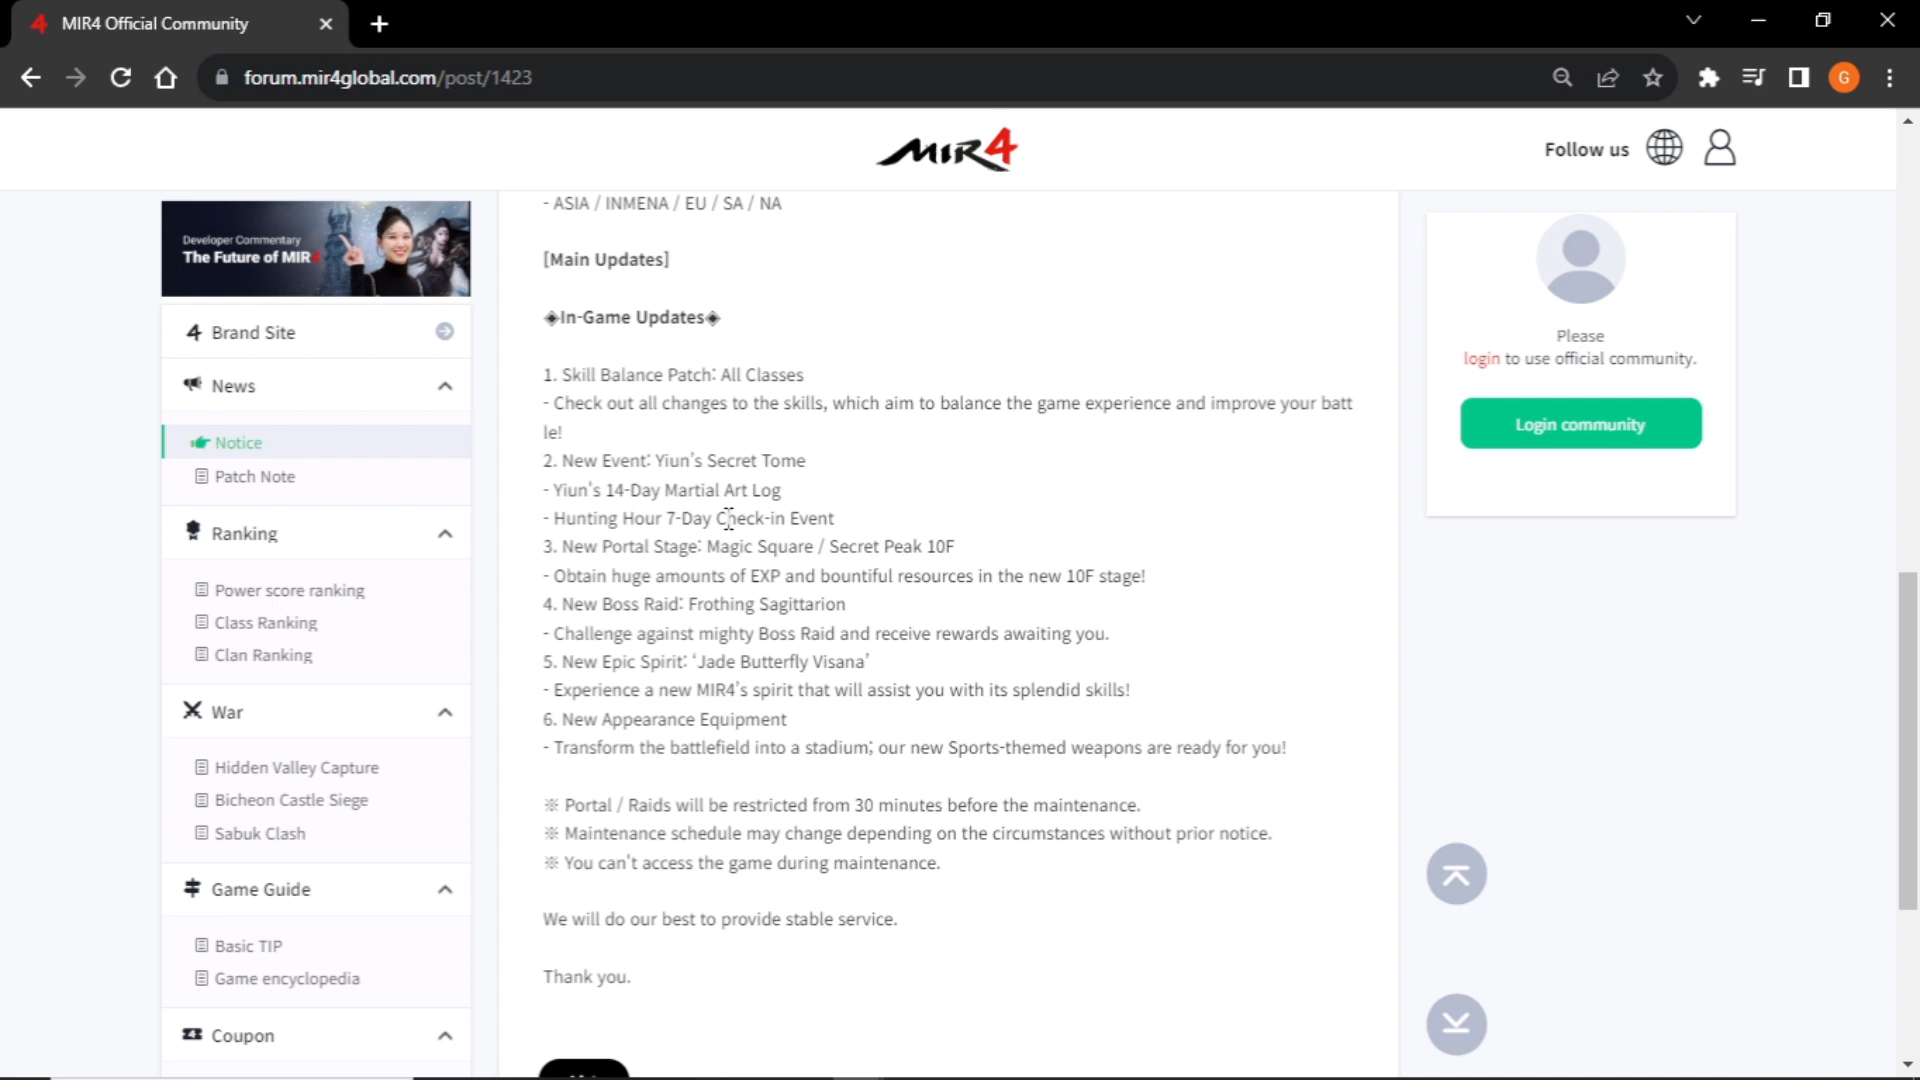 MIR4 Official Community
forum.mir4global.com/post/1423
G
MIR4
Follow us
Developer Commentary
The Future of MIR4
4 Brand Site
News
Notice
Patch Note
Ranking
Power score ranking
Class Ranking
Clan Ranking
War
Hidden Valley Capture
Bicheon Castle Siege
Sabuk Clash
Game Guide
Basic TIP
Game encyclopedia
Coupon
- ASIA / INMENA / EU / SA / NA
[Main Updates]
◈In-Game Updates◈
1. Skill Balance Patch: All Classes
- Check out all changes to the skills, which aim to balance the game experience and improve your batt
le!
2. New Event: Yiun's Secret Tome
- Yiun's 14-Day Martial Art Log
- Hunting Hour 7-Day Check-in Event
3. New Portal Stage: Magic Square / Secret Peak 10F
- Obtain huge amounts of EXP and bountiful resources in the new 10F stage!
4. New Boss Raid: Frothing Sagittarion
- Challenge against mighty Boss Raid and receive rewards awaiting you.
5. New Epic Spirit: ‘Jade Butterfly Visana’
- Experience a new MIR4’s spirit that will assist you with its splendid skills!
6. New Appearance Equipment
- Transform the battlefield into a stadium; our new Sports-themed weapons are ready for you!
※ Portal / Raids will be restricted from 30 minutes before the maintenance.
※ Maintenance schedule may change depending on the circumstances without prior notice.
※ You can't access the game during maintenance.
We will do our best to provide stable service.
Thank you.
Please
login to use official community.
Login community